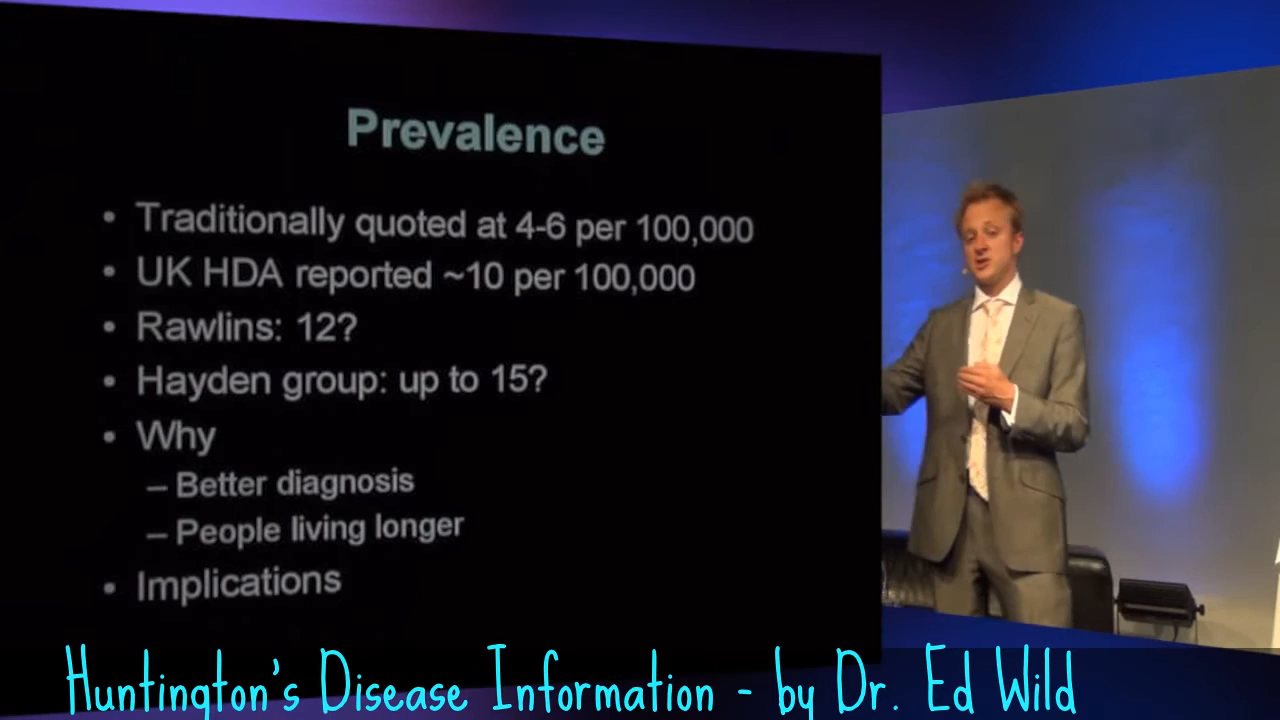 Prevalence
• Traditionally quoted at 4-6 per 100,000
• UK HDA reported ~10 per 100,000
• Rawlins: 12?
• Hayden group: up to 15?
• Why
– Better diagnosis
– People living longer
• Implications
Huntington's Disease Information - by Dr. Ed Wild